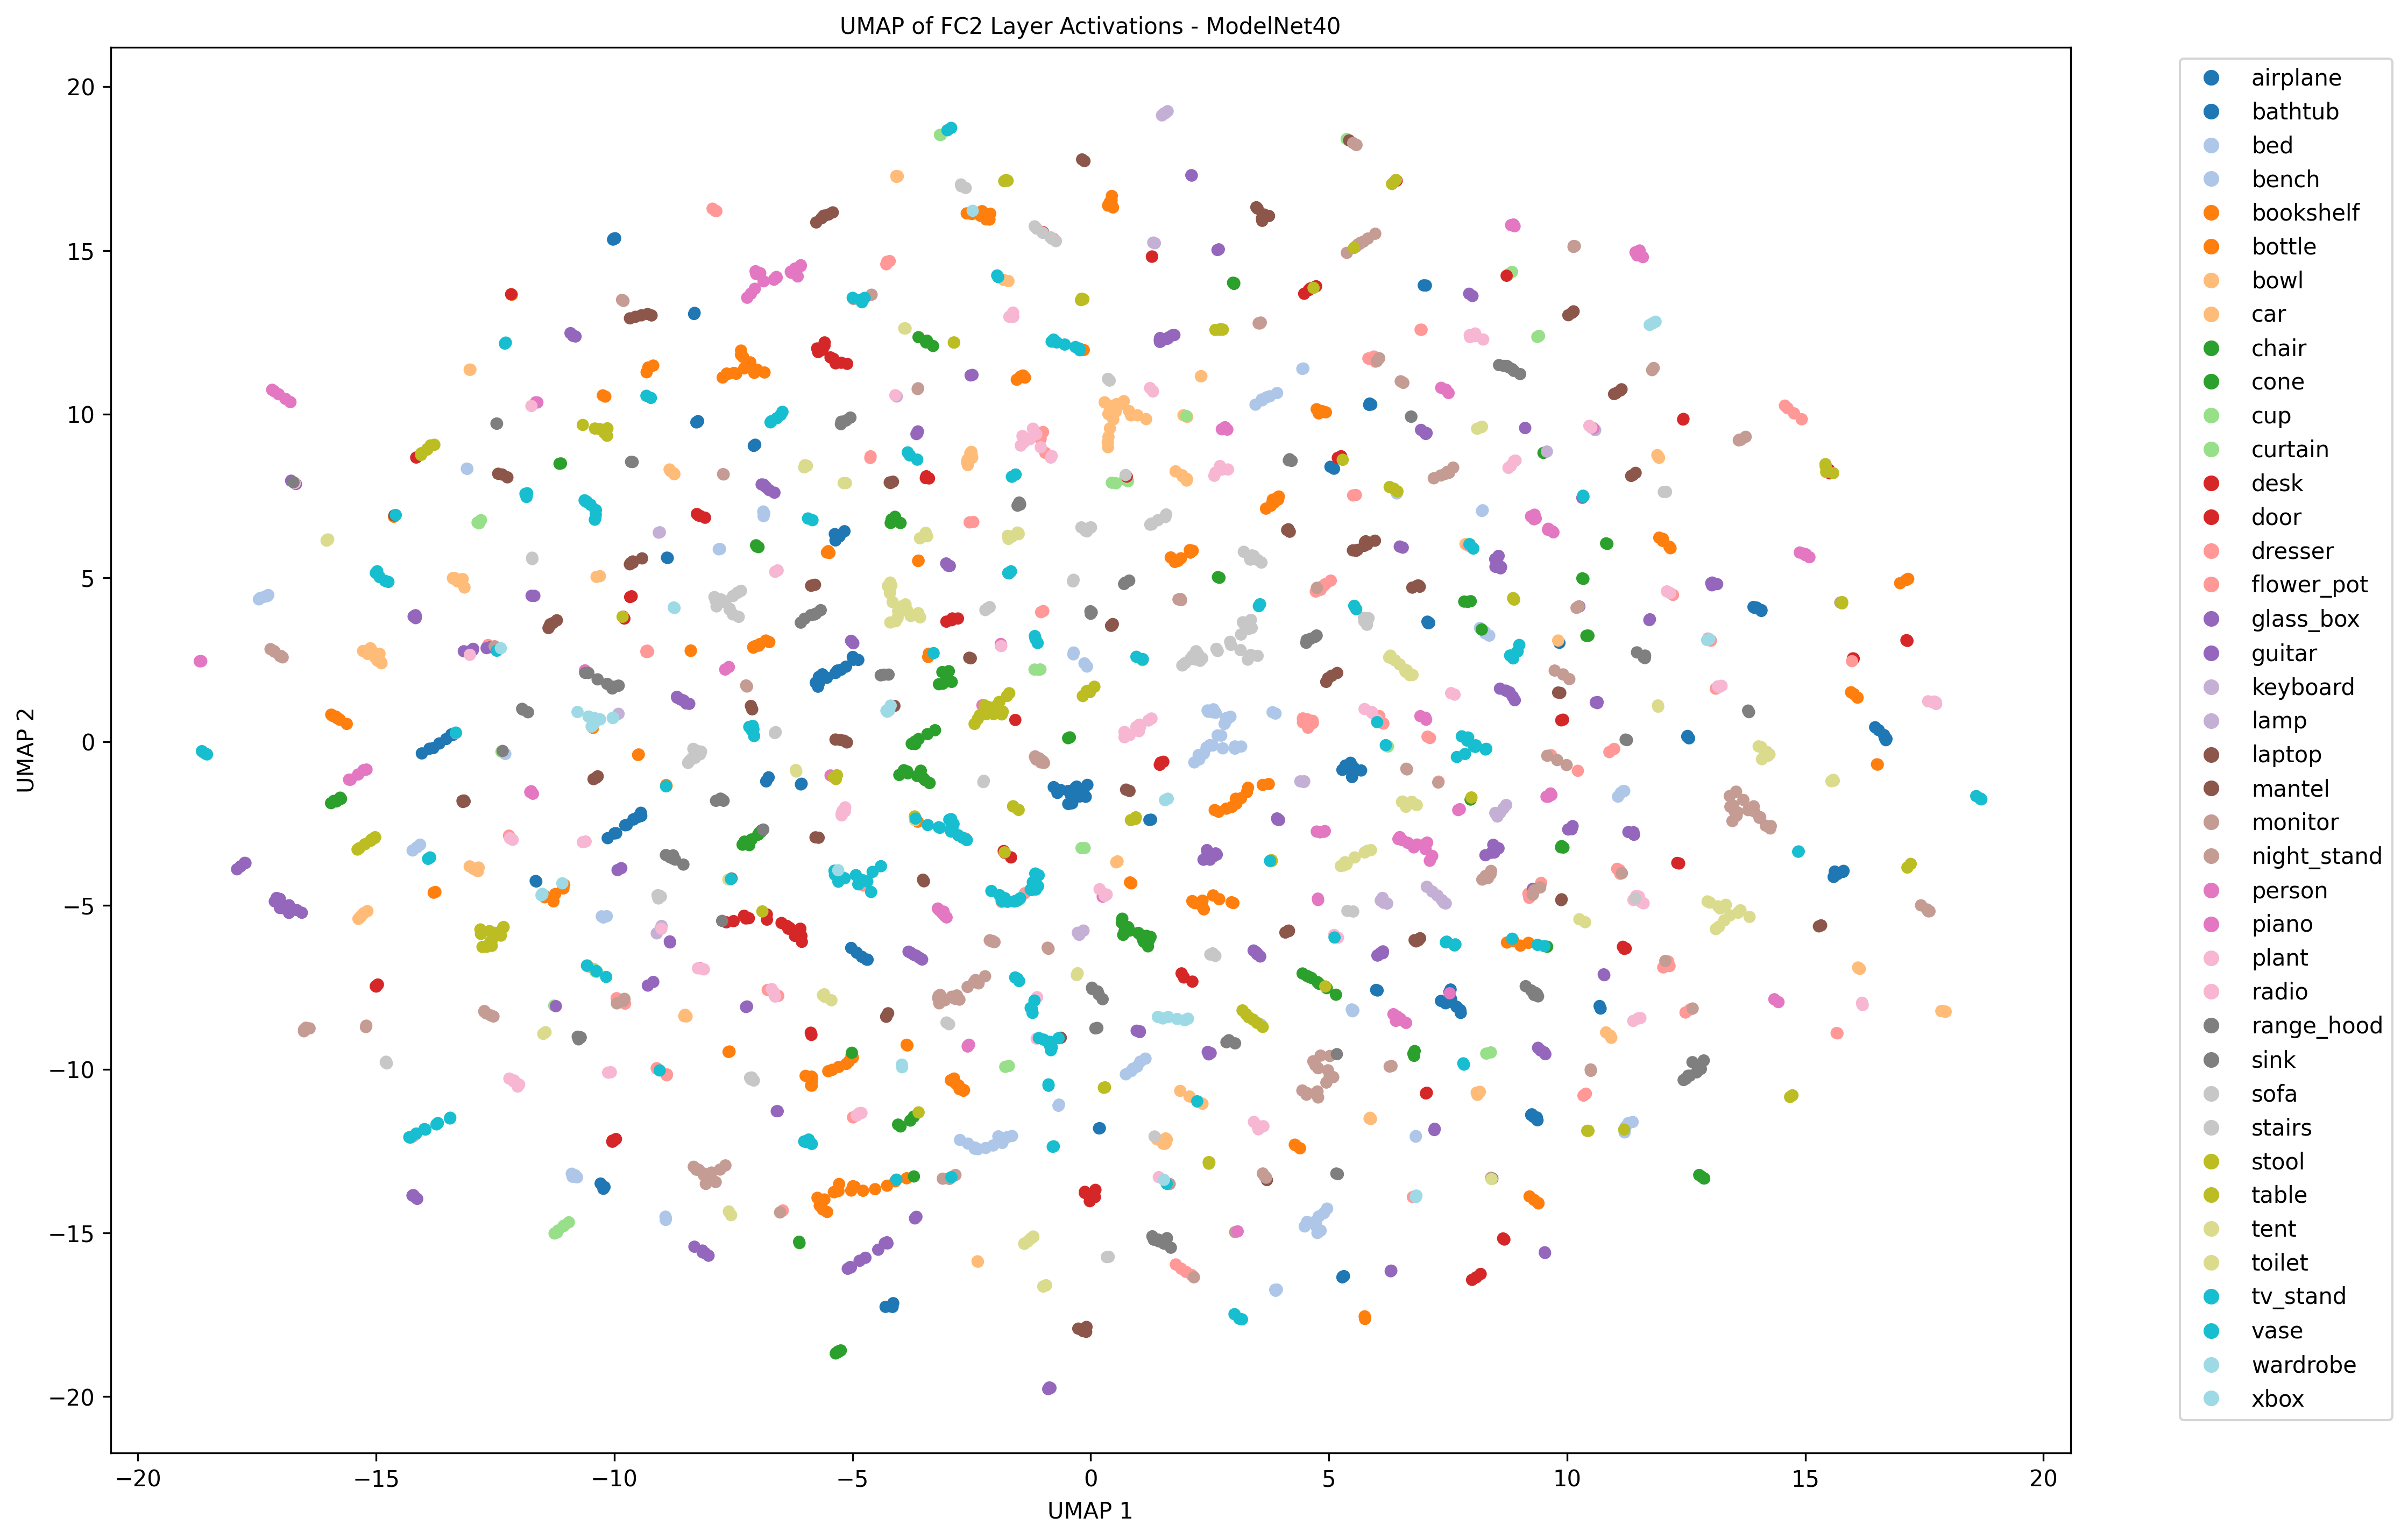 UMAP of FC2 Layer Activations - ModelNet40
20
15
10
5
0
−5
−10
−15
−20
UMAP 2
−20 −15 −10 −5 0 5 10 15 20
UMAP 1
airplane
bathtub
bed
bench
bookshelf
bottle
bowl
car
chair
cone
cup
curtain
desk
door
dresser
flower_pot
glass_box
guitar
keyboard
lamp
laptop
mantel
monitor
night_stand
person
piano
plant
radio
range_hood
sink
sofa
stairs
stool
table
tent
toilet
tv_stand
vase
wardrobe
xbox